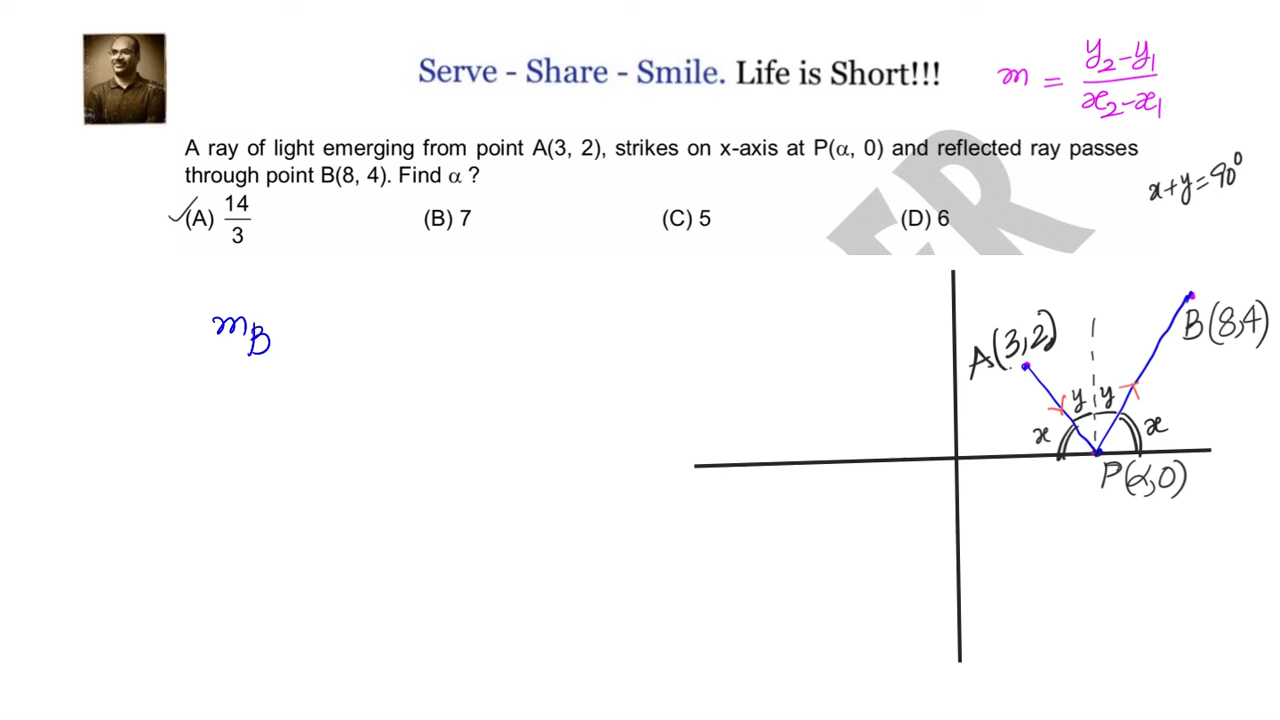 Serve - Share - Smile. Life is Short!!!
m = y₂-y₁ / x₂-x₁
A ray of light emerging from point A(3, 2), strikes on x-axis at P(α, 0) and reflected ray passes
through point B(8, 4). Find α ?
x+y=90⁰
(A) 14/3 (B) 7 (C) 5 (D) 6
m_B
A(3,2)
B(8,4)
y y
x x
P(α,0)